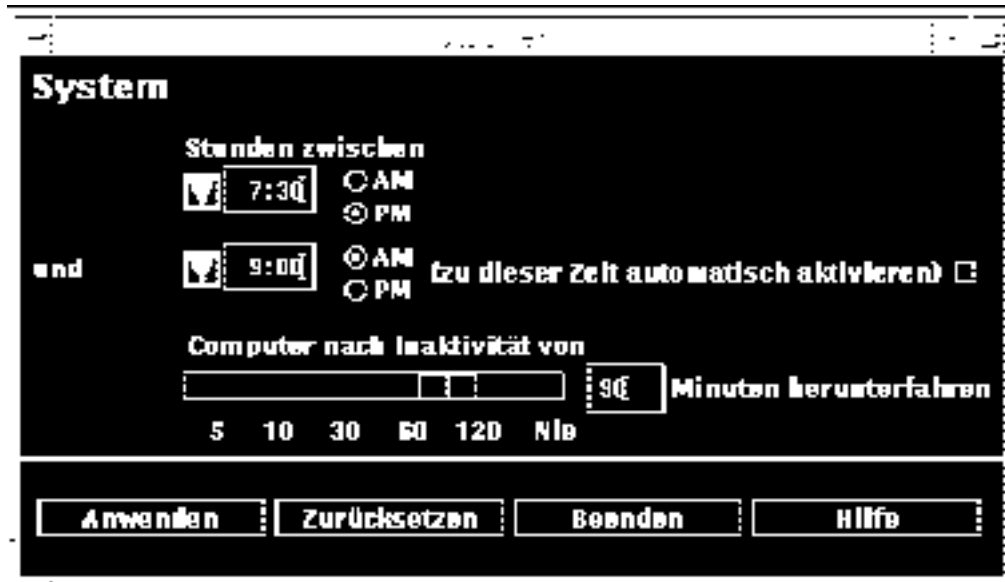 System
Stunden zwischen
7:30 AM
PM
und 9:00 AM (zu dieser Zeit automatisch aktivieren)
PM
Computer nach Inaktivität von
90 Minuten herunterfahren
5 10 30 60 120 Nie
Anwenden Zurücksetzen Beenden Hilfe